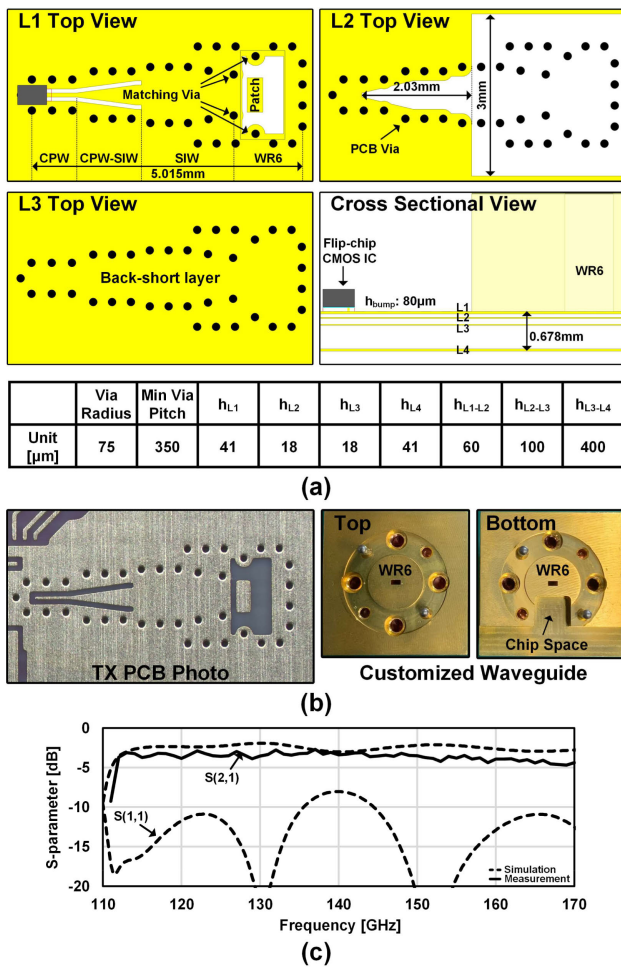 L1 Top View
Matching Via
Patch
CPW
CPW-SIW
SIW
WR6
5.015mm
L2 Top View
2.03mm
3mm
PCB Via
L3 Top View
Back-short layer
Cross Sectional View
Flip-chip
CMOS IC
hbump: 80μm
WR6
L1
L2
L3
L4
0.678mm
Via Radius Min Via Pitch hL1 hL2 hL3 hL4 hL1-L2 hL2-L3 hL3-L4
Unit [μm] 75 350 41 18 18 41 60 100 400
(a)
TX PCB Photo
Top
WR6
Bottom
WR6
Chip Space
Customized Waveguide
(b)
S-parameter [dB]
0
-5
-10
-15
-20
S(2,1)
S(1,1)
Simulation
Measurement
110 120 130 140 150 160 170
Frequency [GHz]
(c)